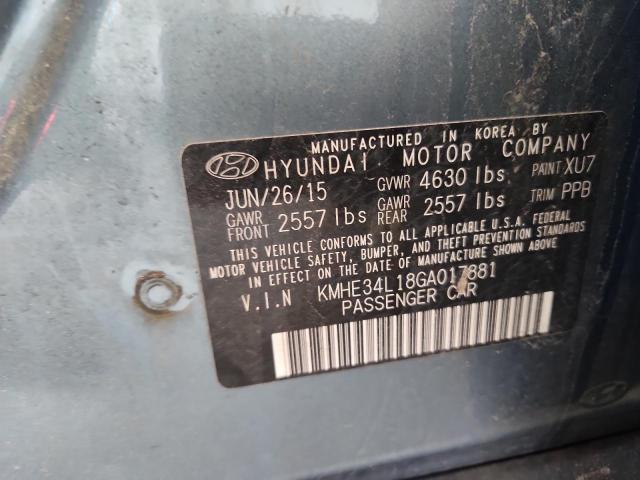 MANUFACTURED IN KOREA BY
HYUNDAI MOTOR COMPANY
JUN/26/15 GVWR 4630 lbs PAINT XU7
GAWR FRONT 2557 lbs GAWR REAR 2557 lbs TRIM PPB
THIS VEHICLE CONFORMS TO ALL APPLICABLE U.S.A. FEDERAL
MOTOR VEHICLE SAFETY, BUMPER, AND THEFT PREVENTION STANDARDS
IN EFFECT ON THE DATE OF MANUFACTURE SHOWN ABOVE.
V.I.N KMHE34L18GA017881
PASSENGER CAR